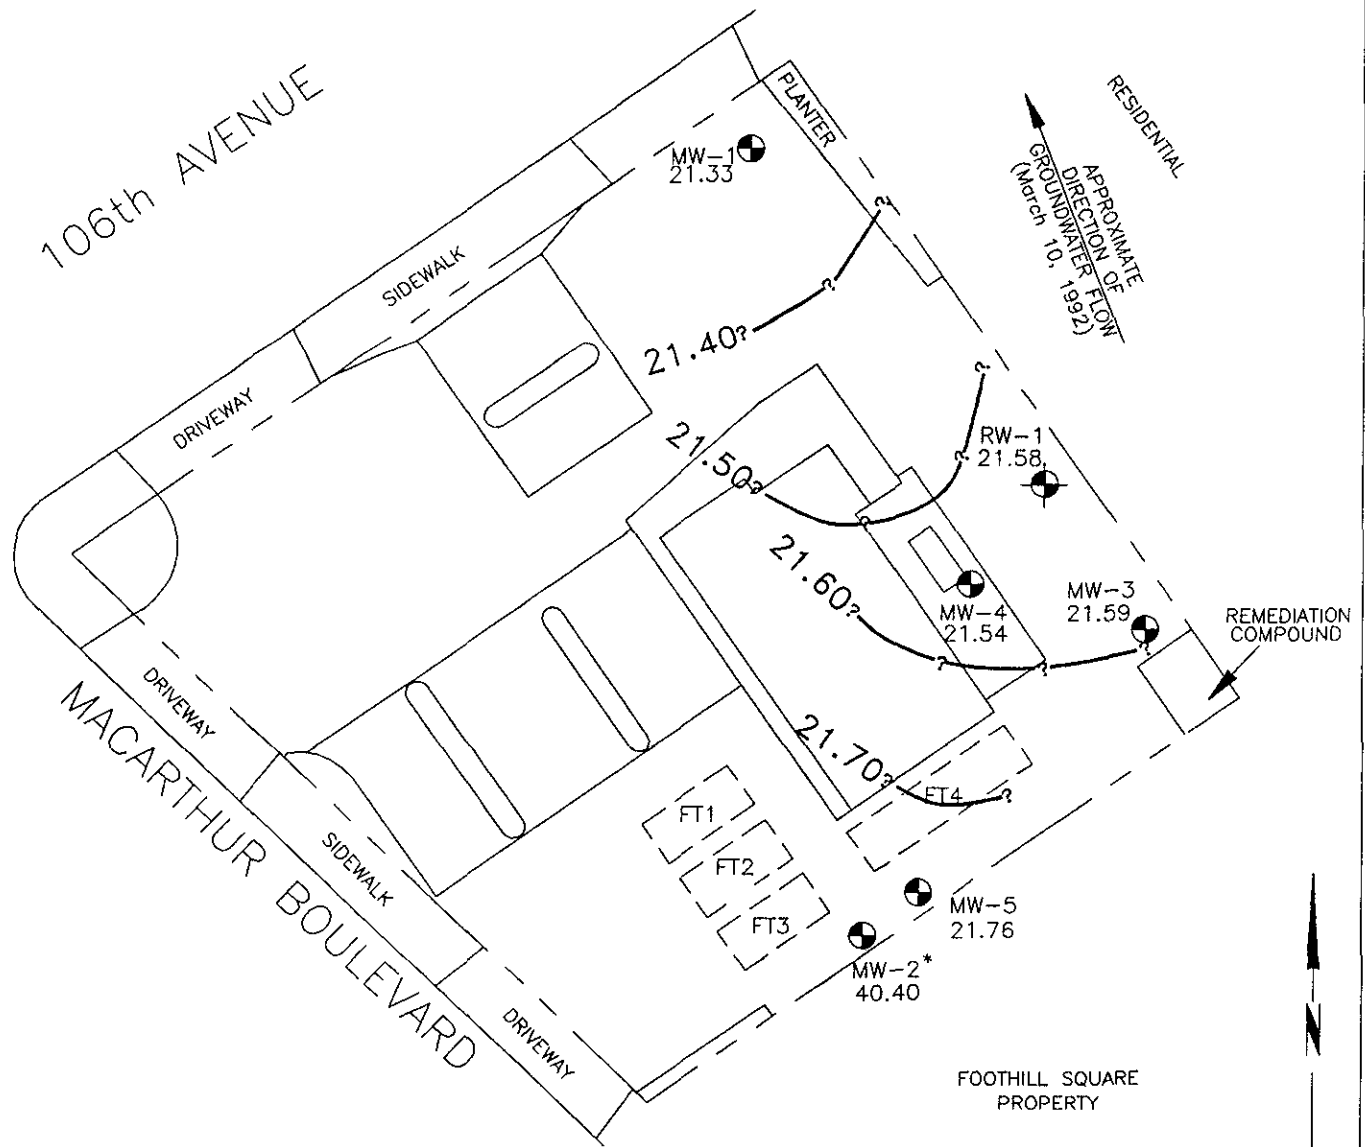 106th AVENUE
PLANTER
RESIDENTIAL
MW-1
21.33
APPROXIMATE
DIRECTION OF
GROUNDWATER FLOW
(March 10, 1992)
?
SIDEWALK
?
21.40?
?
DRIVEWAY
RW-1
21.58
21.50?
?
?
21.60?
MW-4
21.54
MW-3
21.59
REMEDIATION
COMPOUND
?
?
?
DRIVEWAY
MACARTHUR BOULEVARD
21.70?
FT4
?
FT1
FT2
FT3
SIDEWALK
MW-5
21.76
MW-2*
40.40
DRIVEWAY
N
FOOTHILL SQUARE
PROPERTY